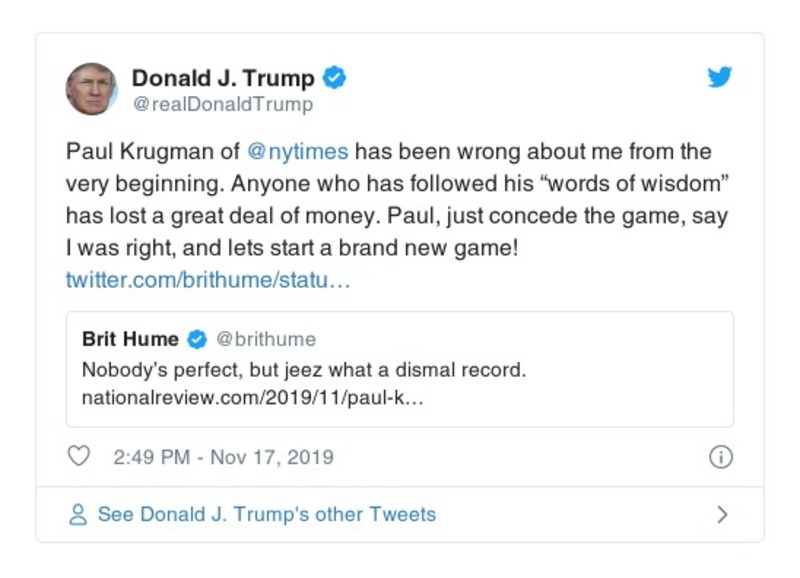 Donald J. Trump
@realDonaldTrump
Paul Krugman of @nytimes has been wrong about me from the
very beginning. Anyone who has followed his “words of wisdom”
has lost a great deal of money. Paul, just concede the game, say
I was right, and lets start a brand new game!
twitter.com/brithume/statu…
Brit Hume @brithume
Nobody’s perfect, but jeez what a dismal record.
nationalreview.com/2019/11/paul-k…
2:49 PM - Nov 17, 2019
See Donald J. Trump's other Tweets